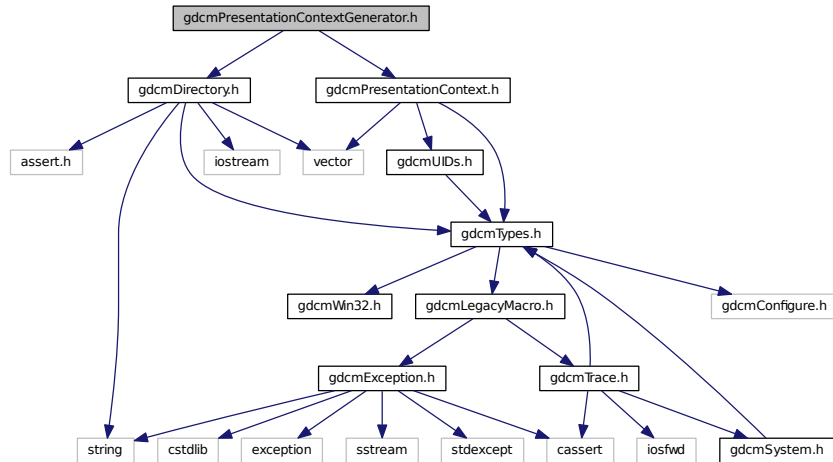 gdcmPresentationContextGenerator.h
gdcmDirectory.h
gdcmPresentationContext.h
assert.h
iostream
vector
gdcmUIDs.h
gdcmTypes.h
gdcmWin32.h
gdcmLegacyMacro.h
gdcmConfigure.h
gdcmException.h
gdcmTrace.h
string
cstdlib
exception
sstream
stdexcept
cassert
iosfwd
gdcmSystem.h